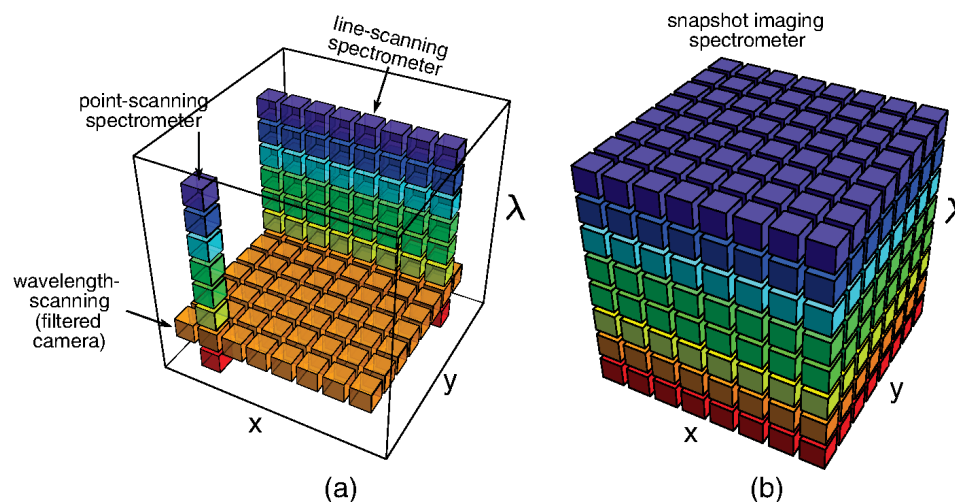 line-scanning
spectrometer
point-scanning
spectrometer
wavelength-
scanning
(filtered
camera)
x
y
λ
(a)
snapshot imaging
spectrometer
x
y
λ
(b)